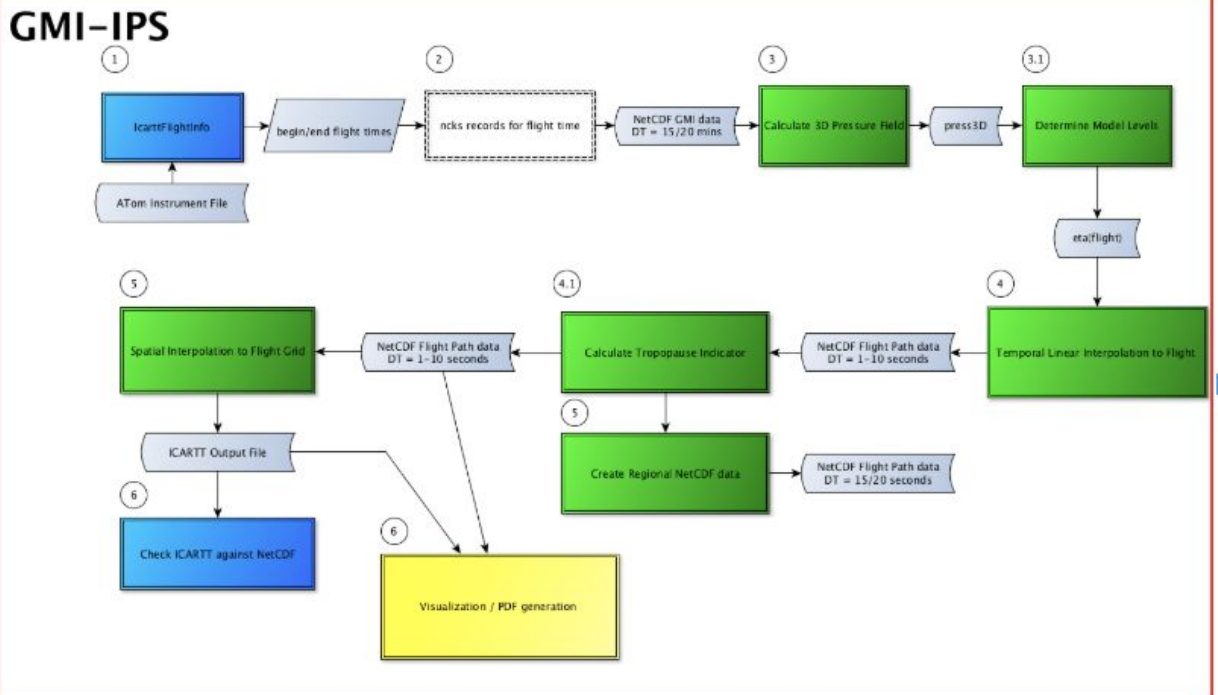 GMI-IPS
1
IcarttFlightInfo
ATom Instrument File
begin/end flight times
2
ncks records for flight time
NetCDF GMI data
DT = 15/20 mins
3
Calculate 3D Pressure Field
press3D
3.1
Determine Model Levels
eta(flight)
4
Temporal Linear Interpolation to Flight
NetCDF Flight Path data
DT = 1-10 seconds
4.1
Calculate Tropopause Indicator
5
Create Regional NetCDF data
NetCDF Flight Path data
DT = 15/20 seconds
NetCDF Flight Path data
DT = 1-10 seconds
5
Spatial Interpolation to Flight Grid
ICARTT Output File
6
Check ICARTT against NetCDF
6
Visualization / PDF generation